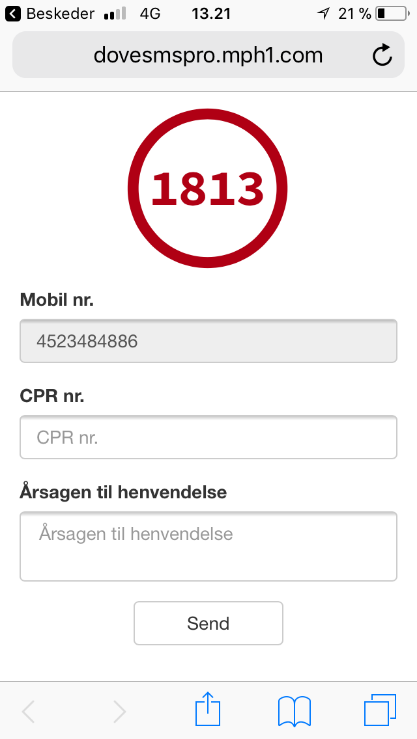 Beskeder 4G 13.21 21 %
dovesmspro.mph1.com
1813
Mobil nr.
4523484886
CPR nr.
CPR nr.
Årsagen til henvendelse
Årsagen til henvendelse
Send